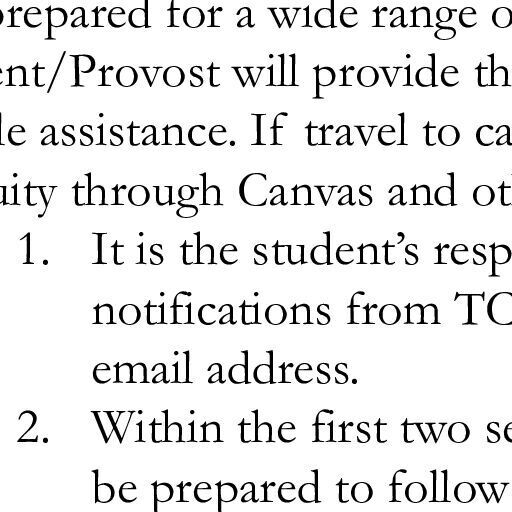 prepared for a wide range o
ent/Provost will provide th
le assistance. If travel to ca
uity through Canvas and ot
1. It is the student’s resp
notifications from TC
email address.
2. Within the first two se
be prepared to follow